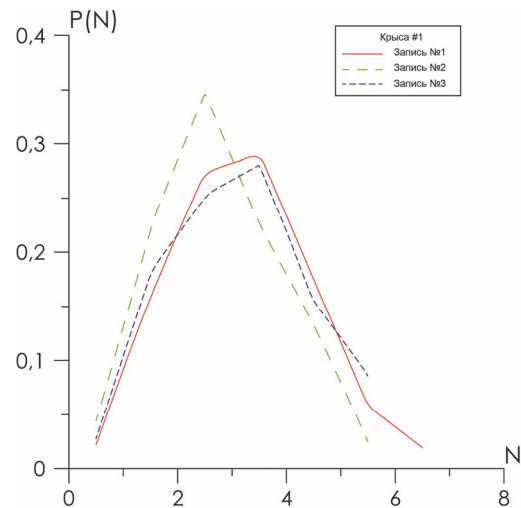 P(N)
0,4
Крыса #1
Запись №1
Запись №2
Запись №3
0,3
0,2
0,1
0
N
0
2
4
6
8